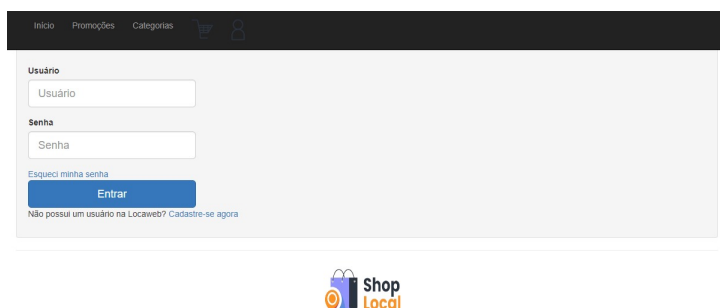 Início Promoções Categorias
Usuário
Usuário
Senha
Senha
Esqueci minha senha
Entrar
Não possui um usuário na Locaweb? Cadastre-se agora
Shop
Local